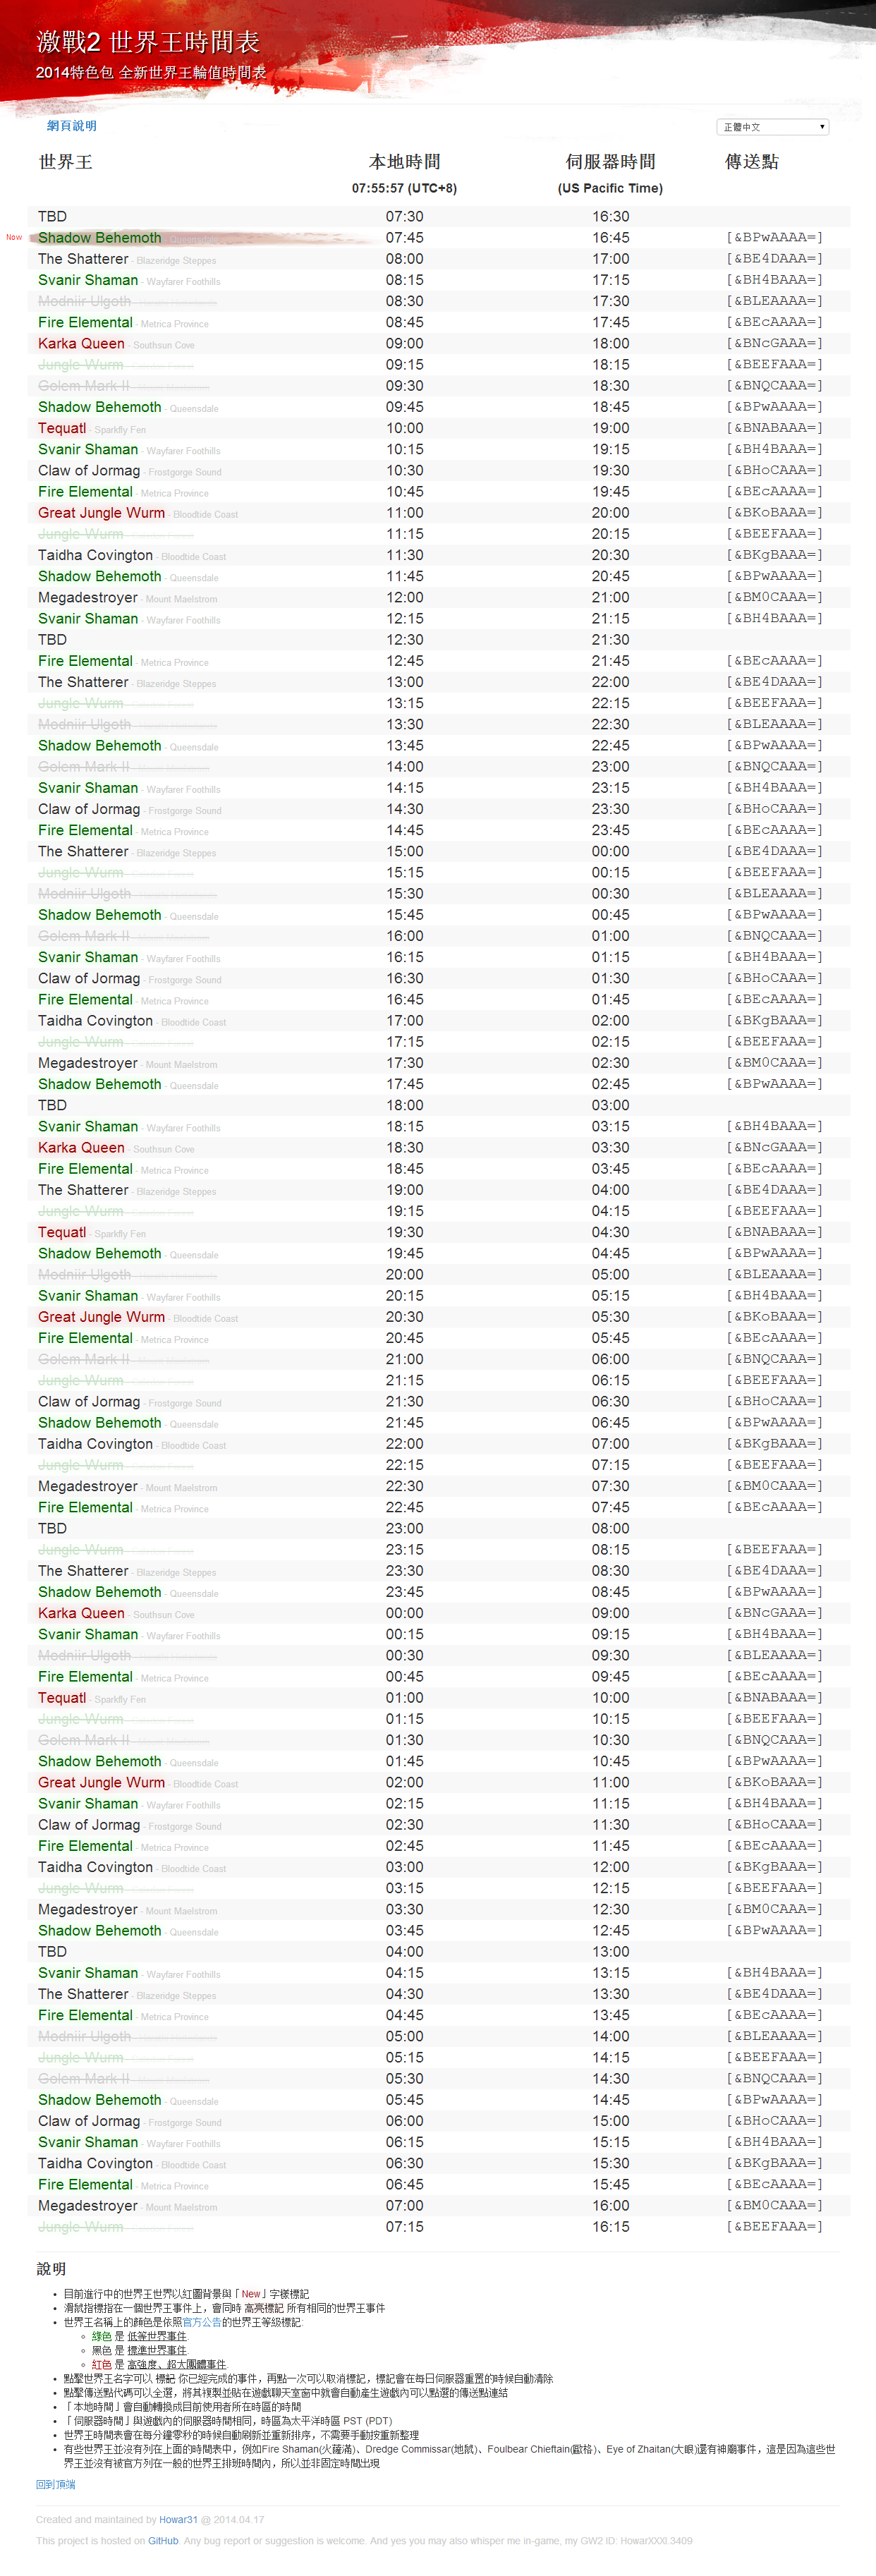 激戰2 世界王時間表
2014特色包 全新世界王輪值時間表
網頁說明
正體中文
世界王 本地時間 伺服器時間 傳送點
07:55:57 (UTC+8) (US Pacific Time)
TBD 07:30 16:30
Now Shadow Behemoth 07:45 16:45 [&BPwAAAA=]
The Shatterer - Blazeridge Steppes 08:00 17:00 [&BE4DAAA=]
Svanir Shaman - Wayfarer Foothills 08:15 17:15 [&BH4BAAA=]
Modniir Ulgoth 08:30 17:30 [&BLEAAAA=]
Fire Elemental - Metrica Province 08:45 17:45 [&BEcAAAA=]
Karka Queen - Southsun Cove 09:00 18:00 [&BNcGAAA=]
Jungle Wurm 09:15 18:15 [&BEEFAAA=]
Golem Mark II 09:30 18:30 [&BNQCAAA=]
Shadow Behemoth - Queensdale 09:45 18:45 [&BPwAAAA=]
Tequatl - Sparkfly Fen 10:00 19:00 [&BNABAAA=]
Svanir Shaman - Wayfarer Foothills 10:15 19:15 [&BH4BAAA=]
Claw of Jormag - Frostgorge Sound 10:30 19:30 [&BHoCAAA=]
Fire Elemental - Metrica Province 10:45 19:45 [&BEcAAAA=]
Great Jungle Wurm - Bloodtide Coast 11:00 20:00 [&BKoBAAA=]
Jungle Wurm 11:15 20:15 [&BEEFAAA=]
Taidha Covington - Bloodtide Coast 11:30 20:30 [&BKgBAAA=]
Shadow Behemoth - Queensdale 11:45 20:45 [&BPwAAAA=]
Megadestroyer - Mount Maelstrom 12:00 21:00 [&BM0CAAA=]
Svanir Shaman - Wayfarer Foothills 12:15 21:15 [&BH4BAAA=]
TBD 12:30 21:30
Fire Elemental - Metrica Province 12:45 21:45 [&BEcAAAA=]
The Shatterer - Blazeridge Steppes 13:00 22:00 [&BE4DAAA=]
Jungle Wurm 13:15 22:15 [&BEEFAAA=]
Modniir Ulgoth 13:30 22:30 [&BLEAAAA=]
Shadow Behemoth - Queensdale 13:45 22:45 [&BPwAAAA=]
Golem Mark II 14:00 23:00 [&BNQCAAA=]
Svanir Shaman - Wayfarer Foothills 14:15 23:15 [&BH4BAAA=]
Claw of Jormag - Frostgorge Sound 14:30 23:30 [&BHoCAAA=]
Fire Elemental - Metrica Province 14:45 23:45 [&BEcAAAA=]
The Shatterer - Blazeridge Steppes 15:00 00:00 [&BE4DAAA=]
Jungle Wurm 15:15 00:15 [&BEEFAAA=]
Modniir Ulgoth 15:30 00:30 [&BLEAAAA=]
Shadow Behemoth - Queensdale 15:45 00:45 [&BPwAAAA=]
Golem Mark II 16:00 01:00 [&BNQCAAA=]
Svanir Shaman - Wayfarer Foothills 16:15 01:15 [&BH4BAAA=]
Claw of Jormag - Frostgorge Sound 16:30 01:30 [&BHoCAAA=]
Fire Elemental - Metrica Province 16:45 01:45 [&BEcAAAA=]
Taidha Covington - Bloodtide Coast 17:00 02:00 [&BKgBAAA=]
Jungle Wurm 17:15 02:15 [&BEEFAAA=]
Megadestroyer - Mount Maelstrom 17:30 02:30 [&BM0CAAA=]
Shadow Behemoth - Queensdale 17:45 02:45 [&BPwAAAA=]
TBD 18:00 03:00
Svanir Shaman - Wayfarer Foothills 18:15 03:15 [&BH4BAAA=]
Karka Queen - Southsun Cove 18:30 03:30 [&BNcGAAA=]
Fire Elemental - Metrica Province 18:45 03:45 [&BEcAAAA=]
The Shatterer - Blazeridge Steppes 19:00 04:00 [&BE4DAAA=]
Jungle Wurm 19:15 04:15 [&BEEFAAA=]
Tequatl - Sparkfly Fen 19:30 04:30 [&BNABAAA=]
Shadow Behemoth - Queensdale 19:45 04:45 [&BPwAAAA=]
Modniir Ulgoth 20:00 05:00 [&BLEAAAA=]
Svanir Shaman - Wayfarer Foothills 20:15 05:15 [&BH4BAAA=]
Great Jungle Wurm - Bloodtide Coast 20:30 05:30 [&BKoBAAA=]
Fire Elemental - Metrica Province 20:45 05:45 [&BEcAAAA=]
Golem Mark II 21:00 06:00 [&BNQCAAA=]
Jungle Wurm 21:15 06:15 [&BEEFAAA=]
Claw of Jormag - Frostgorge Sound 21:30 06:30 [&BHoCAAA=]
Shadow Behemoth - Queensdale 21:45 06:45 [&BPwAAAA=]
Taidha Covington - Bloodtide Coast 22:00 07:00 [&BKgBAAA=]
Jungle Wurm 22:15 07:15 [&BEEFAAA=]
Megadestroyer - Mount Maelstrom 22:30 07:30 [&BM0CAAA=]
Fire Elemental - Metrica Province 22:45 07:45 [&BEcAAAA=]
TBD 23:00 08:00
Jungle Wurm 23:15 08:15 [&BEEFAAA=]
The Shatterer - Blazeridge Steppes 23:30 08:30 [&BE4DAAA=]
Shadow Behemoth - Queensdale 23:45 08:45 [&BPwAAAA=]
Karka Queen - Southsun Cove 00:00 09:00 [&BNcGAAA=]
Svanir Shaman - Wayfarer Foothills 00:15 09:15 [&BH4BAAA=]
Modniir Ulgoth 00:30 09:30 [&BLEAAAA=]
Fire Elemental - Metrica Province 00:45 09:45 [&BEcAAAA=]
Tequatl - Sparkfly Fen 01:00 10:00 [&BNABAAA=]
Jungle Wurm 01:15 10:15 [&BEEFAAA=]
Golem Mark II 01:30 10:30 [&BNQCAAA=]
Shadow Behemoth - Queensdale 01:45 10:45 [&BPwAAAA=]
Great Jungle Wurm - Bloodtide Coast 02:00 11:00 [&BKoBAAA=]
Svanir Shaman - Wayfarer Foothills 02:15 11:15 [&BH4BAAA=]
Claw of Jormag - Frostgorge Sound 02:30 11:30 [&BHoCAAA=]
Fire Elemental - Metrica Province 02:45 11:45 [&BEcAAAA=]
Taidha Covington - Bloodtide Coast 03:00 12:00 [&BKgBAAA=]
Jungle Wurm 03:15 12:15 [&BEEFAAA=]
Megadestroyer - Mount Maelstrom 03:30 12:30 [&BM0CAAA=]
Shadow Behemoth - Queensdale 03:45 12:45 [&BPwAAAA=]
TBD 04:00 13:00
Svanir Shaman - Wayfarer Foothills 04:15 13:15 [&BH4BAAA=]
The Shatterer - Blazeridge Steppes 04:30 13:30 [&BE4DAAA=]
Fire Elemental - Metrica Province 04:45 13:45 [&BEcAAAA=]
Modniir Ulgoth 05:00 14:00 [&BLEAAAA=]
Jungle Wurm 05:15 14:15 [&BEEFAAA=]
Golem Mark II 05:30 14:30 [&BNQCAAA=]
Shadow Behemoth - Queensdale 05:45 14:45 [&BPwAAAA=]
Claw of Jormag - Frostgorge Sound 06:00 15:00 [&BHoCAAA=]
Svanir Shaman - Wayfarer Foothills 06:15 15:15 [&BH4BAAA=]
Taidha Covington - Bloodtide Coast 06:30 15:30 [&BKgBAAA=]
Fire Elemental - Metrica Province 06:45 15:45 [&BEcAAAA=]
Megadestroyer - Mount Maelstrom 07:00 16:00 [&BM0CAAA=]
Jungle Wurm 07:15 16:15 [&BEEFAAA=]
說明
目前進行中的世界王世界以紅圖背景與「New」字樣標記
滑鼠指標指在一個世界王事件上，會同時 高亮標記 所有相同的世界王事件
世界王名稱上的顏色是依照官方公告的世界王等級標記:
綠色 是 低等世界事件.
黑色 是 標準世界事件.
紅色 是 高強度、超大團體事件.
點擊世界王名字可以 標記 你已經完成的事件，再點一次可以取消標記，標記會在每日伺服器重置的時候自動清除
點擊傳送點代碼可以全選，將其複製並貼在遊戲聊天室窗中就會自動產生遊戲內可以點選的傳送點連結
「本地時間」會自動轉換成目前使用者所在時區的時間
「伺服器時間」與遊戲內的伺服器時間相同，時區為太平洋時區 PST (PDT)
世界王時間表會在每分鐘零秒的時候自動刷新並重新排序，不需要手動按重新整理
有些世界王並沒有列在上面的時間表中，例如Fire Shaman(火薩滿)、Dredge Commissar(地鼠)、Foulbear Chieftain(歐格)、Eye of Zhaitan(大眼)還有神廟事件，這是因為這些世
界王並沒有被官方列在一般的世界王排班時間內，所以並非固定時間出現
回到頂端
Created and maintained by Howar31 @ 2014.04.17
This project is hosted on GitHub. Any bug report or suggestion is welcome. And yes you may also whisper me in-game, my GW2 ID: HowarXXXI.3409